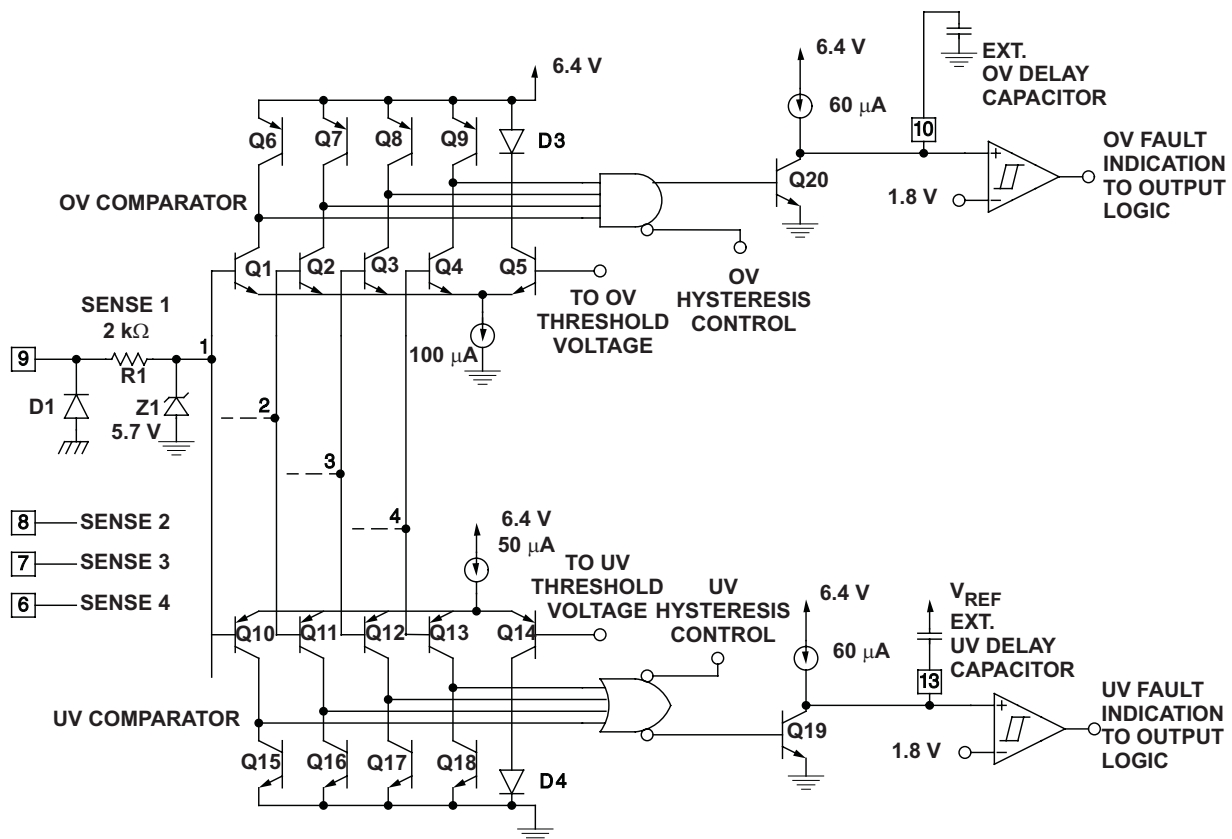 6.4 V
Q6
Q7
Q8
Q9
D3
OV COMPARATOR
Q1
Q2
Q3
Q4
Q5
TO OV
THRESHOLD
VOLTAGE
OV
HYSTERESIS
CONTROL
100 μA
6.4 V
60 μA
Q20
10
EXT.
OV DELAY
CAPACITOR
1.8 V
+
−
OV FAULT
INDICATION
TO OUTPUT
LOGIC
SENSE 1
2 kΩ
R1
9
D1
Z1
5.7 V
1
2
3
4
8 SENSE 2
7 SENSE 3
6 SENSE 4
6.4 V
50 μA
TO UV
THRESHOLD
VOLTAGE
UV
HYSTERESIS
CONTROL
Q10
Q11
Q12
Q13
Q14
UV COMPARATOR
Q15
Q16
Q17
Q18
D4
6.4 V
60 μA
Q19
VREF
EXT.
UV DELAY
CAPACITOR
13
1.8 V
+
−
UV FAULT
INDICATION
TO OUTPUT
LOGIC